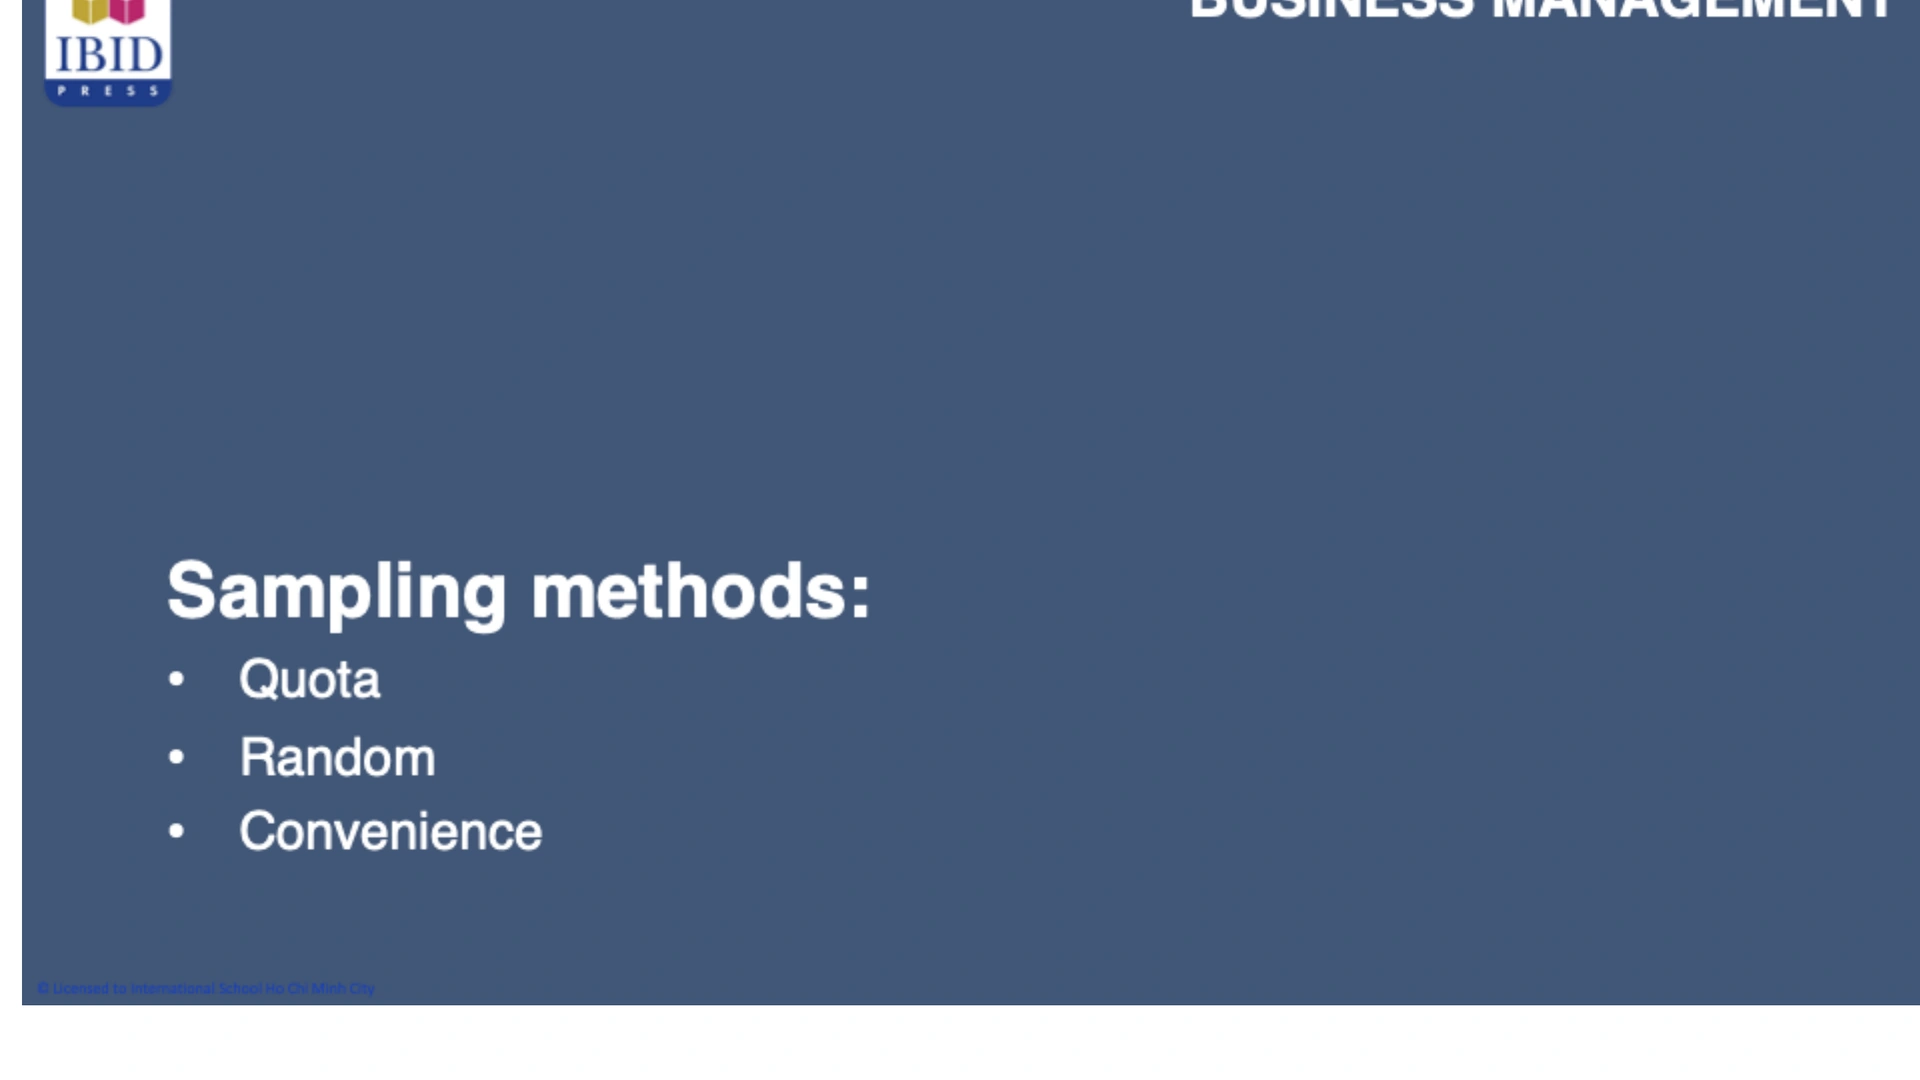 BUSINESS MANAGEMENT
IBID
PRESS
Sampling methods:
• Quota
• Random
• Convenience
© Licensed to International School Ho Chi Minh City